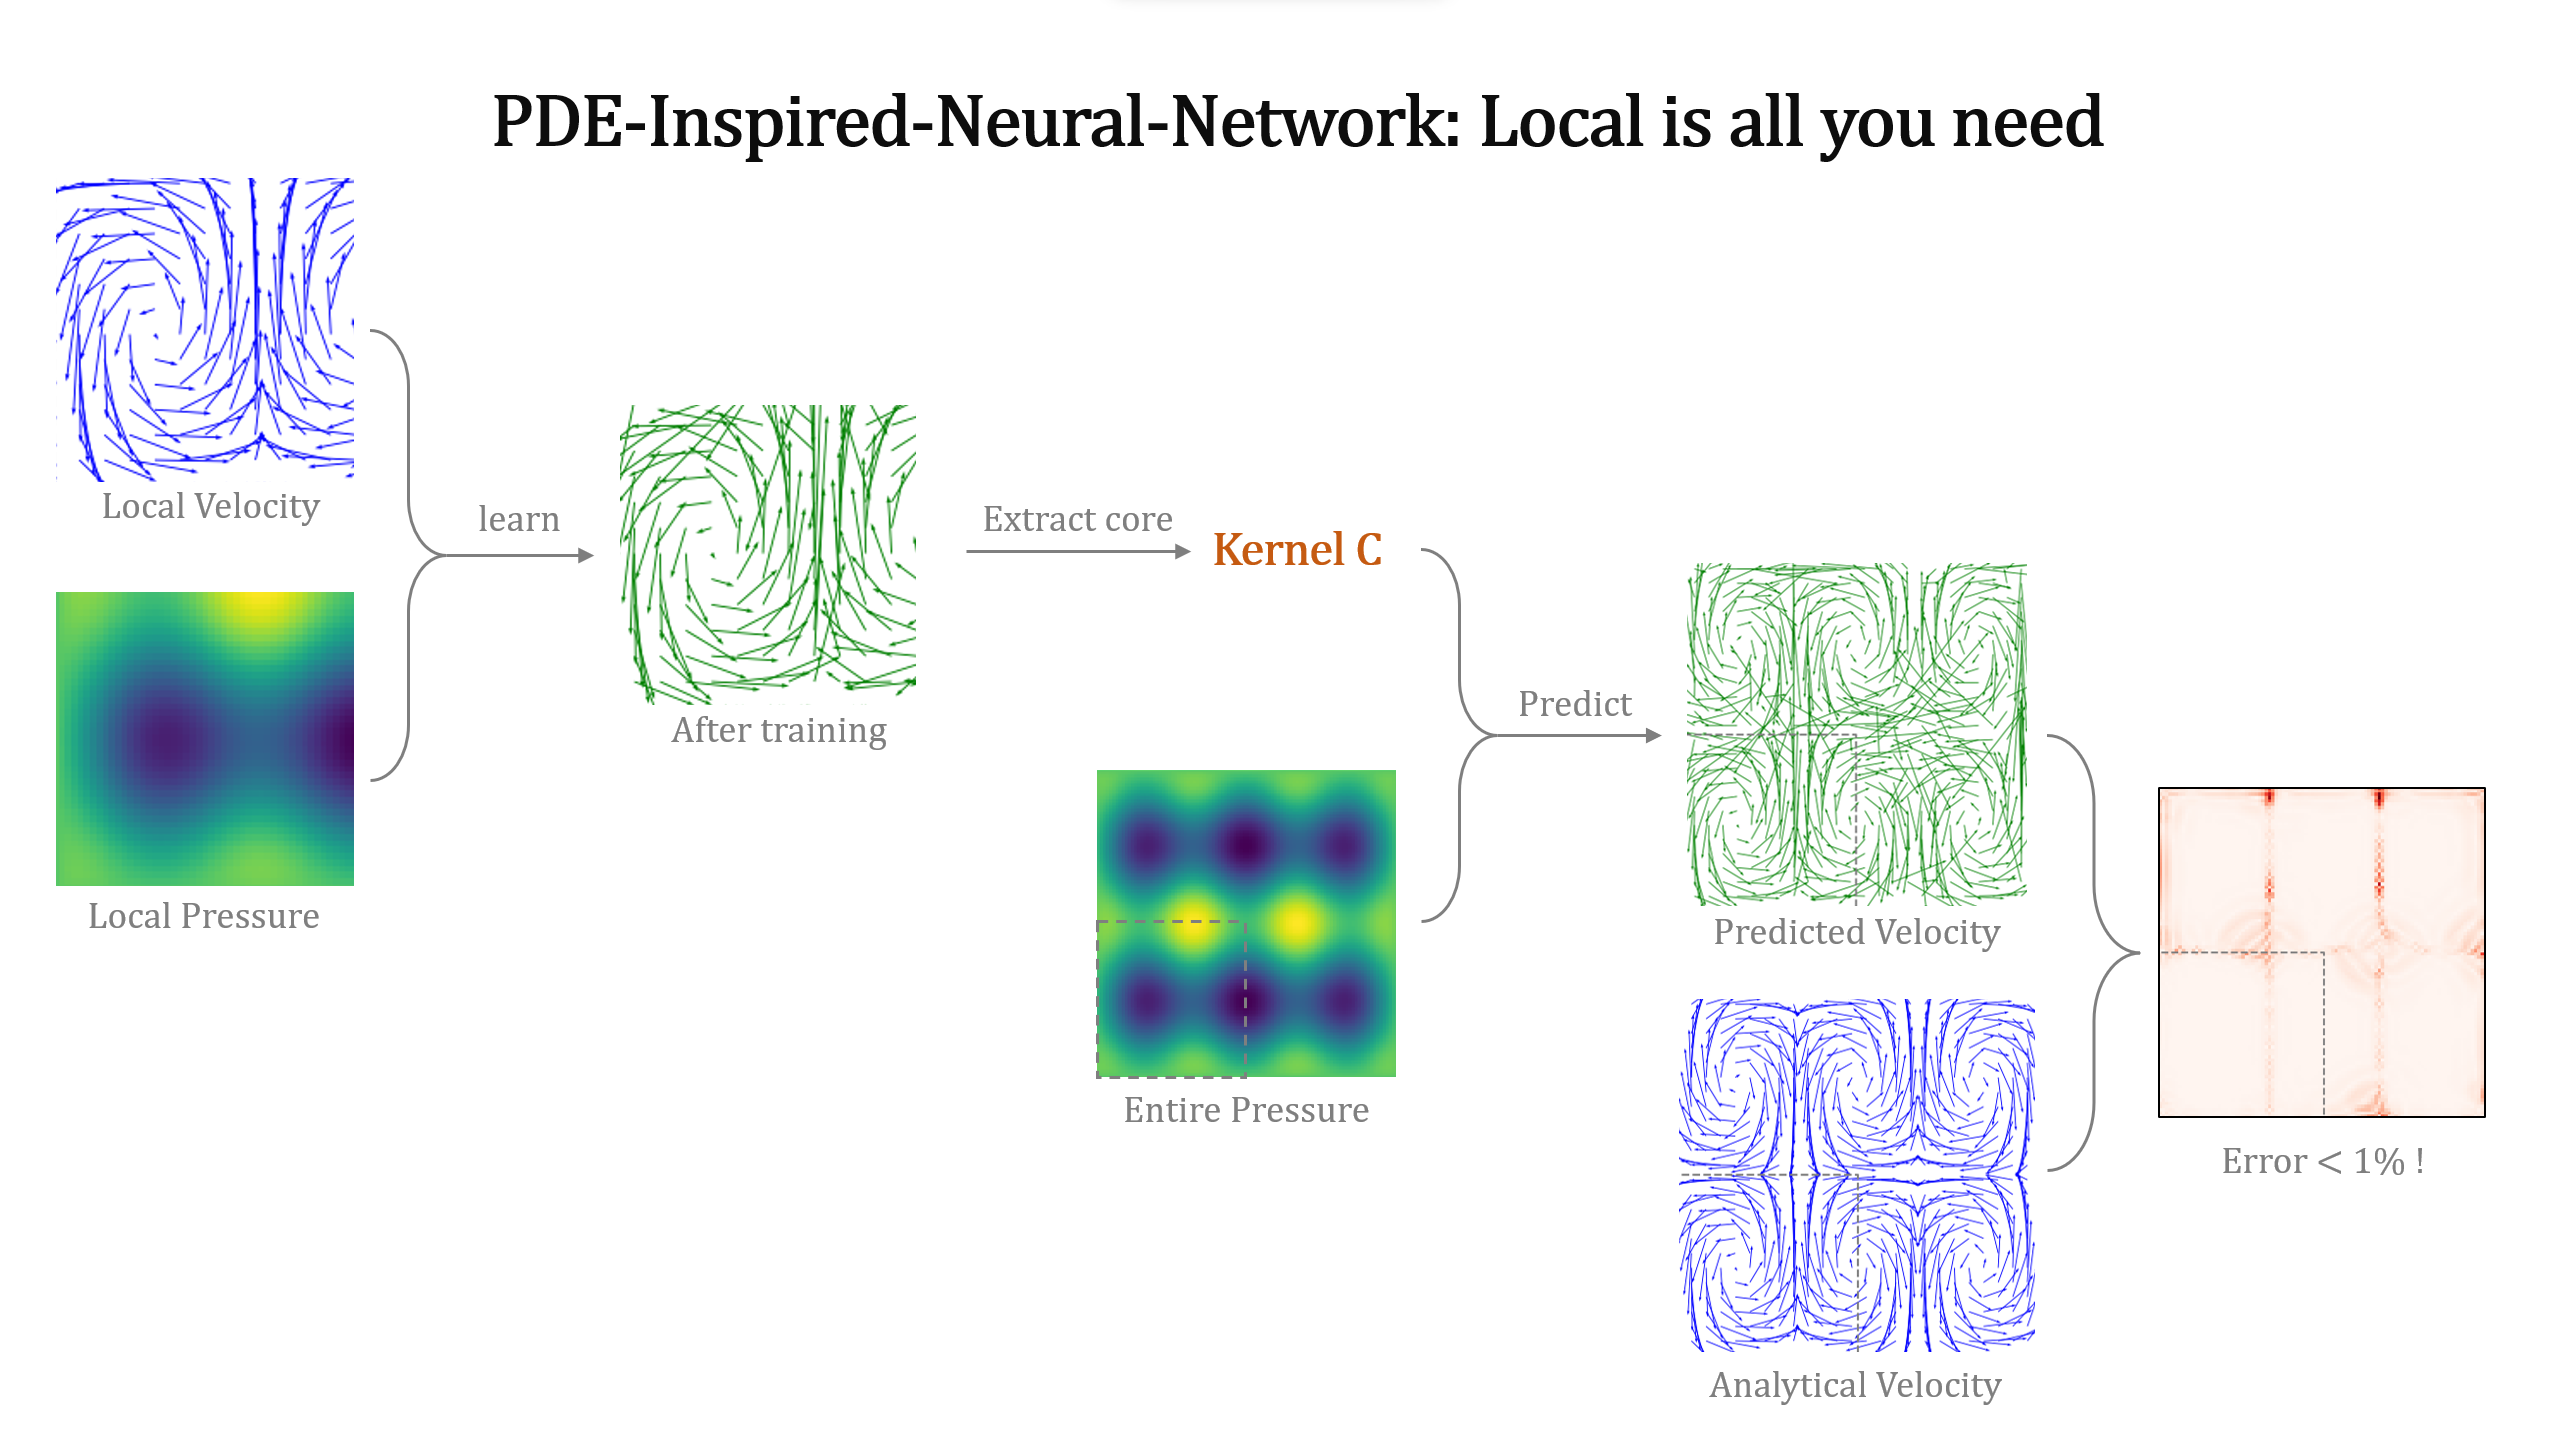 PDE-Inspired-Neural-Network: Local is all you need
Local Velocity
Local Pressure
learn
After training
Extract core
Kernel C
Entire Pressure
Predict
Predicted Velocity
Analytical Velocity
Error < 1% !